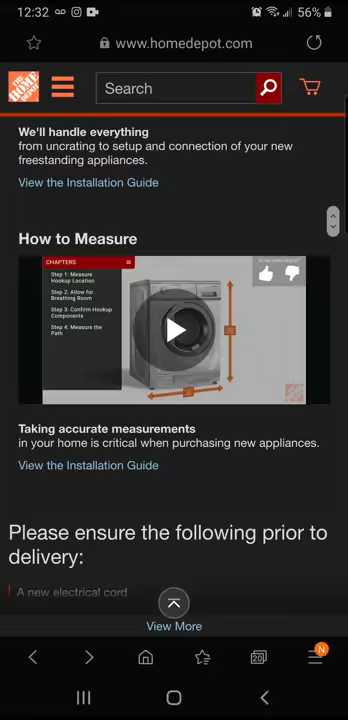 12:32
56%
www.homedepot.com
THE HOME DEPOT
Search
We'll handle everything
from uncrating to setup and connection of your new
freestanding appliances.
View the Installation Guide
How to Measure
CHAPTERS
Step 1: Measure
Hookup Location
Step 2: Allow for
Breathing Room
Step 3: Confirm Hookup
Components
Step 4: Measure the
Path
Taking accurate measurements
in your home is critical when purchasing new appliances.
View the Installation Guide
Please ensure the following prior to
delivery:
A new electrical cord
View More
20
N